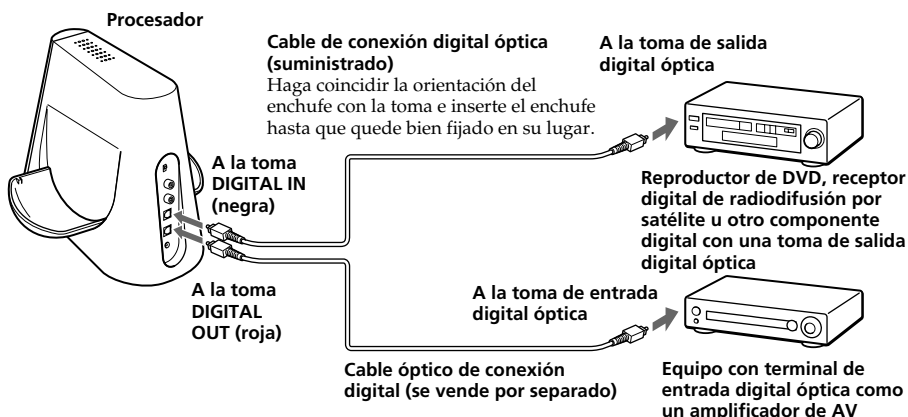 Procesador
Cable de conexión digital óptica
(suministrado)
Haga coincidir la orientación del
enchufe con la toma e inserte el enchufe
hasta que quede bien fijado en su lugar.
A la toma de salida
digital óptica
A la toma
DIGITAL IN
(negra)
Reproductor de DVD, receptor
digital de radiodifusión por
satélite u otro componente
digital con una toma de salida
digital óptica
A la toma
DIGITAL
OUT (roja)
A la toma de entrada
digital óptica
Cable óptico de conexión
digital (se vende por separado)
Equipo con terminal de
entrada digital óptica como
un amplificador de AV